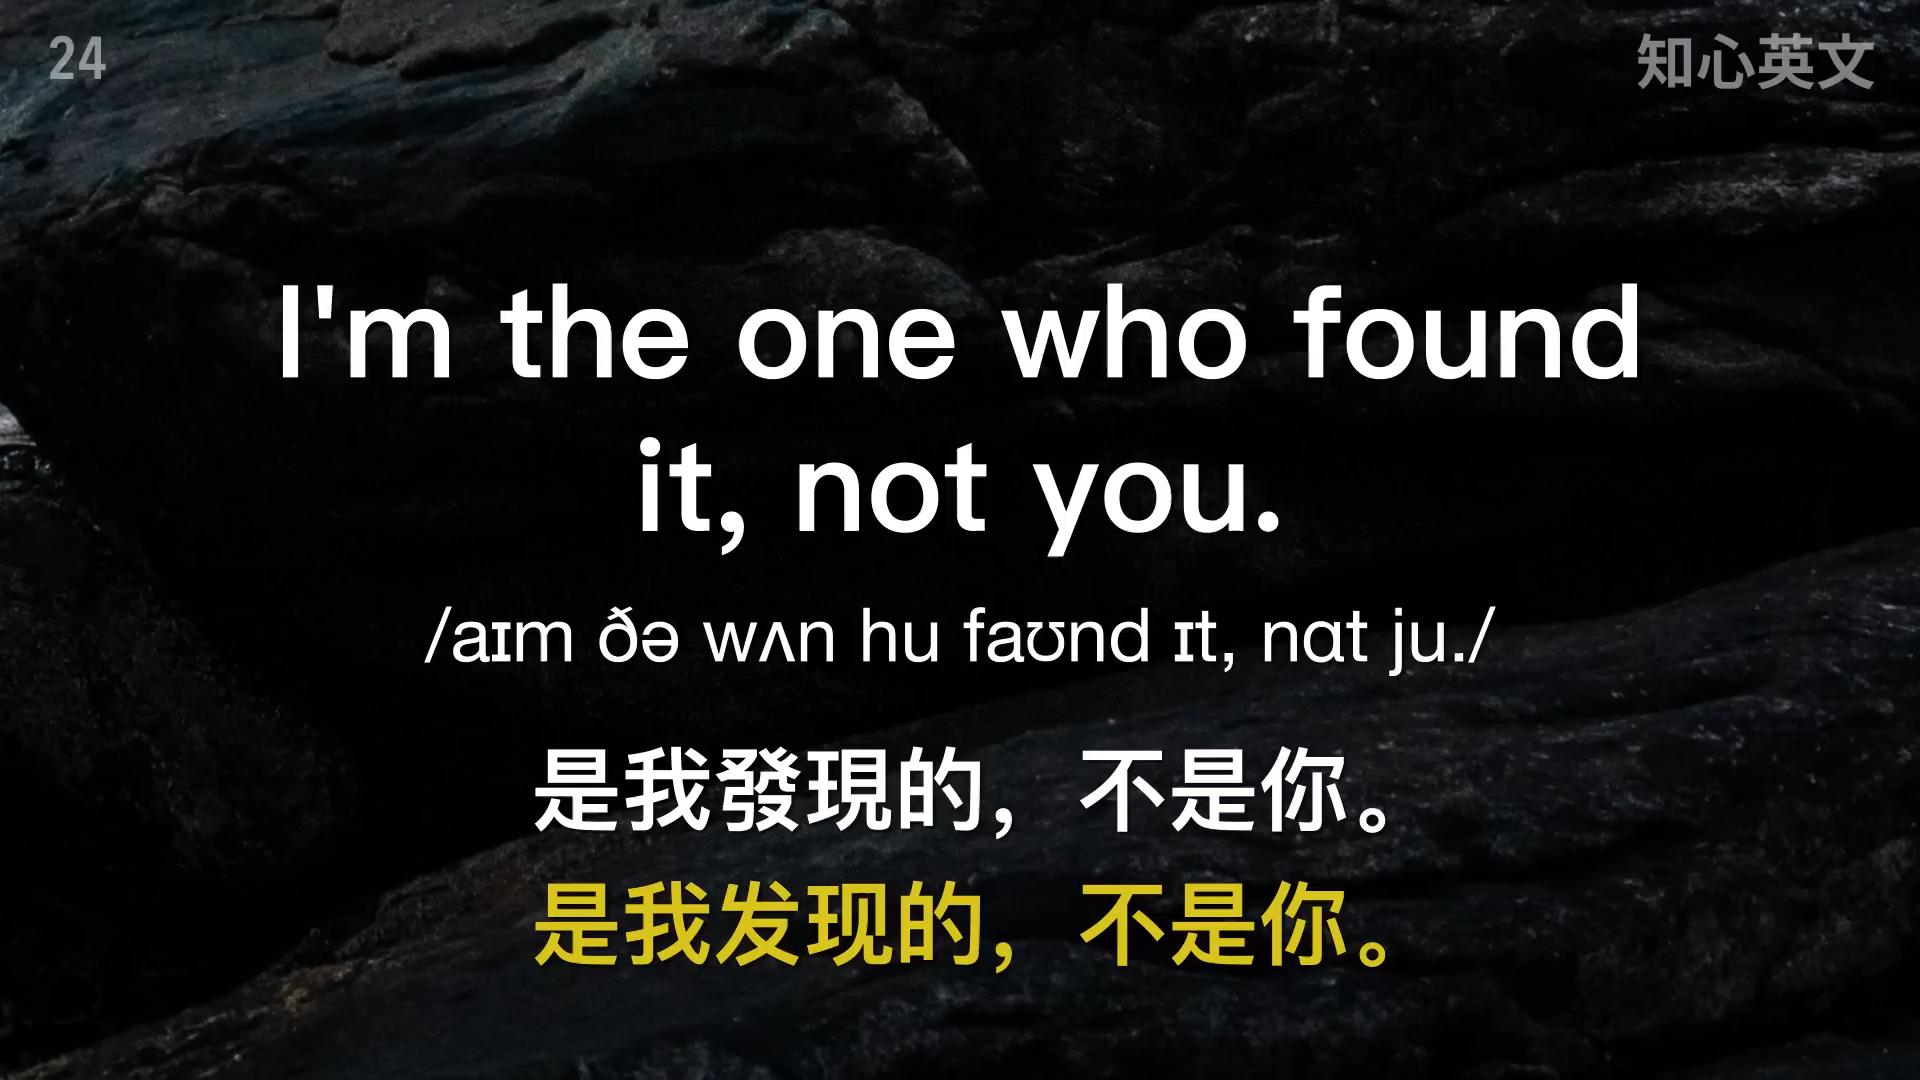 24
知心英文
I'm the one who found
it, not you.
/aɪm ðə wʌn hu faʊnd ɪt, nɑt ju./
是我發現的，不是你。
是我发现的，不是你。